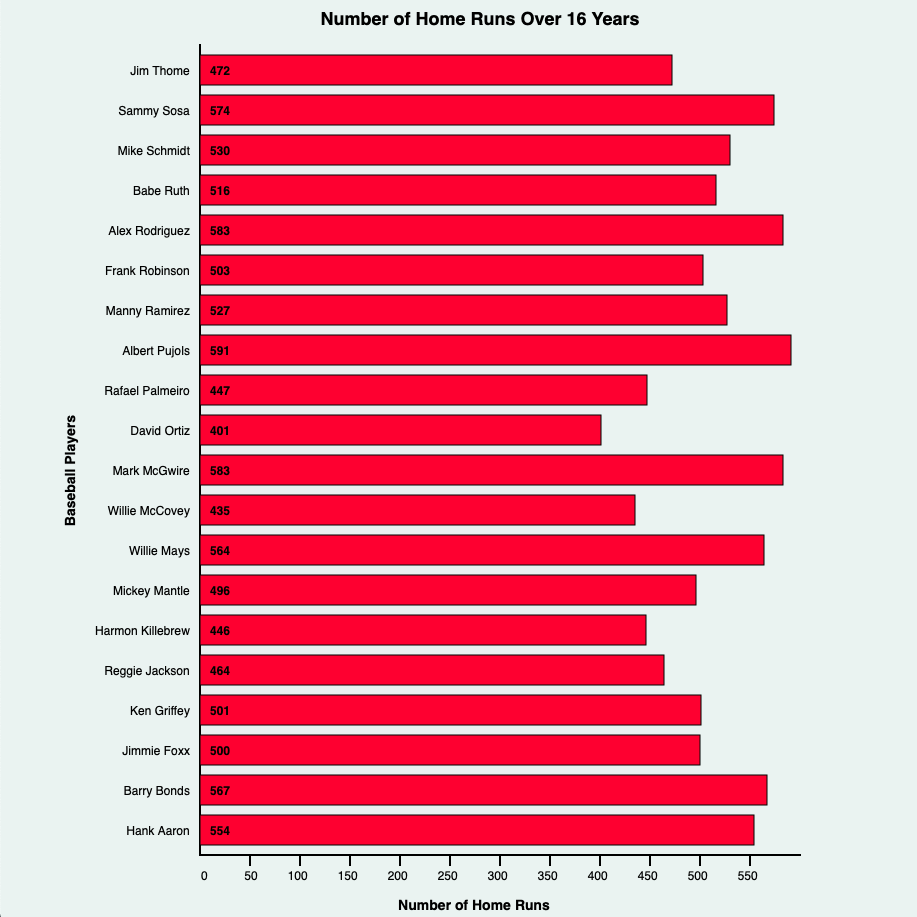 Number of Home Runs Over 16 Years
Jim Thome 472
Sammy Sosa 574
Mike Schmidt 530
Babe Ruth 516
Alex Rodriguez 583
Frank Robinson 503
Manny Ramirez 527
Albert Pujols 591
Rafael Palmeiro 447
David Ortiz 401
Mark McGwire 583
Willie McCovey 435
Willie Mays 564
Mickey Mantle 496
Harmon Killebrew 446
Reggie Jackson 464
Ken Griffey 501
Jimmie Foxx 500
Barry Bonds 567
Hank Aaron 554
Baseball Players
0 50 100 150 200 250 300 350 400 450 500 550
Number of Home Runs